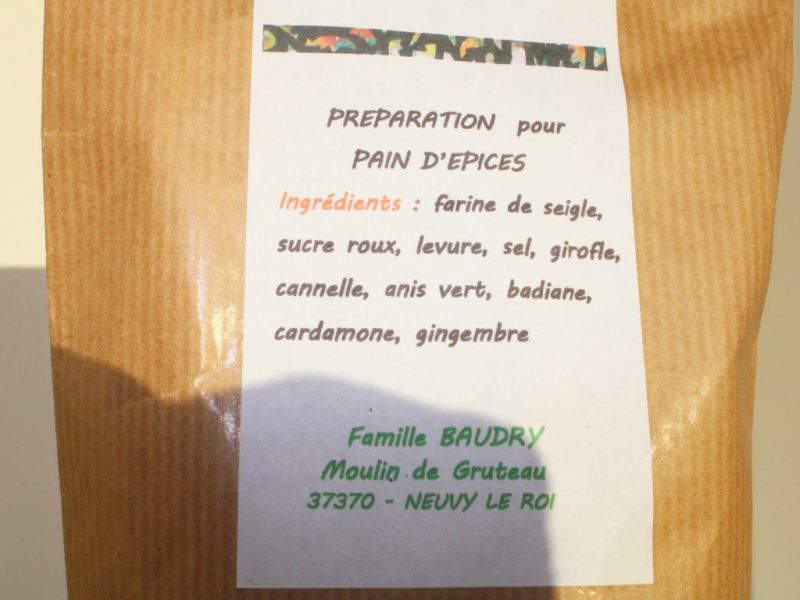 PREPARATION pour
PAIN D'EPICES
Ingrédients : farine de seigle,
sucre roux, levure, sel, girofle,
cannelle, anis vert, badiane,
cardamone, gingembre
Famille BAUDRY
Moulin de Gruteau
37370 - NEUVY LE ROI